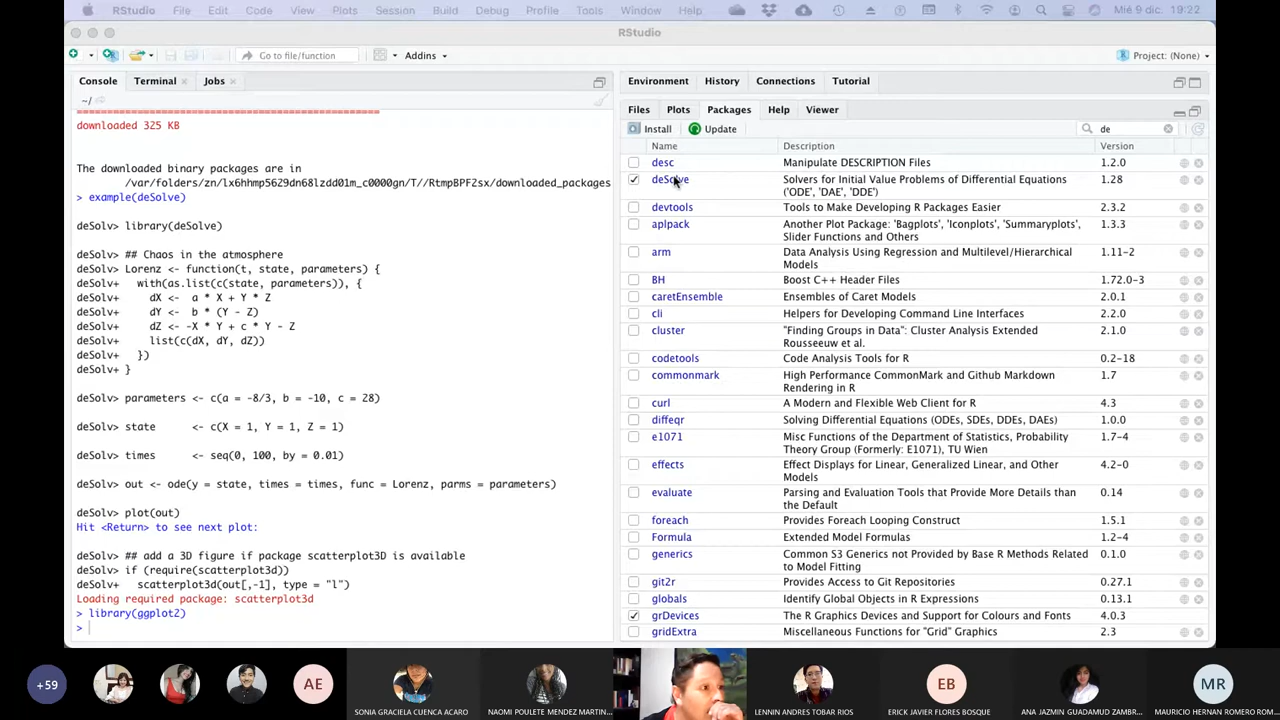 RStudio File Edit Code View Plots Session Build Debug Profile Tools Window Help Mié 9 dic. 19:22
RStudio
Go to file/function Addins Project: (None)
Console Terminal Jobs
~/
downloaded 325 KB
The downloaded binary packages are in
/var/folders/zn/lx6hhmp5629dn68lzdd01m_c0000gn/T//RtmpBPF2sx/downloaded_packages
> example(deSolve)
deSolv> library(deSolve)
deSolv> ## Chaos in the atmosphere
deSolv> Lorenz <- function(t, state, parameters) {
deSolv+ with(as.list(c(state, parameters)), {
deSolv+ dX <- a * X + Y * Z
deSolv+ dY <- b * (Y - Z)
deSolv+ dZ <- -X * Y + c * Y - Z
deSolv+ list(c(dX, dY, dZ))
deSolv+ })
deSolv+ }
deSolv> parameters <- c(a = -8/3, b = -10, c = 28)
deSolv> state <- c(X = 1, Y = 1, Z = 1)
deSolv> times <- seq(0, 100, by = 0.01)
deSolv> out <- ode(y = state, times = times, func = Lorenz, parms = parameters)
deSolv> plot(out)
Hit <Return> to see next plot:
deSolv> ## add a 3D figure if package scatterplot3D is available
deSolv> if (require(scatterplot3d))
deSolv+ scatterplot3d(out[,-1], type = "l")
Loading required package: scatterplot3d
> library(ggplot2)
>
Environment History Connections Tutorial
Files Plots Packages Help Viewer
Install Update de
Name Description Version
desc Manipulate DESCRIPTION Files 1.2.0
deSolve Solvers for Initial Value Problems of Differential Equations 1.28
('ODE', 'DAE', 'DDE')
devtools Tools to Make Developing R Packages Easier 2.3.2
aplpack Another Plot Package: 'Bagplots', 'Iconplots', 'Summaryplots', 1.3.3
Slider Functions and Others
arm Data Analysis Using Regression and Multilevel/Hierarchical 1.11-2
Models
BH Boost C++ Header Files 1.72.0-3
caretEnsemble Ensembles of Caret Models 2.0.1
cli Helpers for Developing Command Line Interfaces 2.2.0
cluster "Finding Groups in Data": Cluster Analysis Extended 2.1.0
Rousseeuw et al.
codetools Code Analysis Tools for R 0.2-18
commonmark High Performance CommonMark and Github Markdown 1.7
Rendering in R
curl A Modern and Flexible Web Client for R 4.3
diffeqr Solving Differential Equations (ODEs, SDEs, DDEs, DAEs) 1.0.0
e1071 Misc Functions of the Department of Statistics, Probability 1.7-4
Theory Group (Formerly: E1071), TU Wien
effects Effect Displays for Linear, Generalized Linear, and Other 4.2-0
Models
evaluate Parsing and Evaluation Tools that Provide More Details than 0.14
the Default
foreach Provides Foreach Looping Construct 1.5.1
Formula Extended Model Formulas 1.2-4
generics Common S3 Generics not Provided by Base R Methods Related 0.1.0
to Model Fitting
git2r Provides Access to Git Repositories 0.27.1
globals Identify Global Objects in R Expressions 0.13.1
grDevices The R Graphics Devices and Support for Colours and Fonts 4.0.3
gridExtra Miscellaneous Functions for "Grid" Graphics 2.3
+59 AE EB MR
SONIA GRACIELA CUENCA ACARO NAOMI POULETE MENDEZ MARTIN... LENNIN ANDRES TOBAR RIOS ERICK JAVIER FLORES BOSQUE ANA JAZMIN GUADAMUD ZAMBR... MAURICIO HERNAN ROMERO ROM...